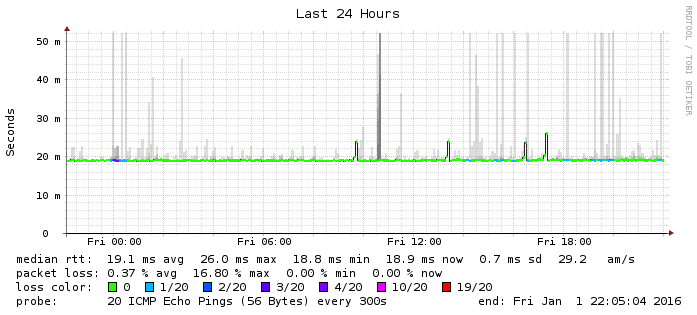 Last 24 Hours
RRDTOOL / TOBI OETIKER
Seconds
50 m
40 m
30 m
20 m
10 m
0
Fri 00:00 Fri 06:00 Fri 12:00 Fri 18:00
median rtt: 19.1 ms avg 26.0 ms max 18.8 ms min 18.9 ms now 0.7 ms sd 29.2 am/s
packet loss: 0.37 % avg 16.80 % max 0.00 % min 0.00 % now
loss color: 0 1/20 2/20 3/20 4/20 10/20 19/20
probe: 20 ICMP Echo Pings (56 Bytes) every 300s end: Fri Jan 1 22:05:04 2016